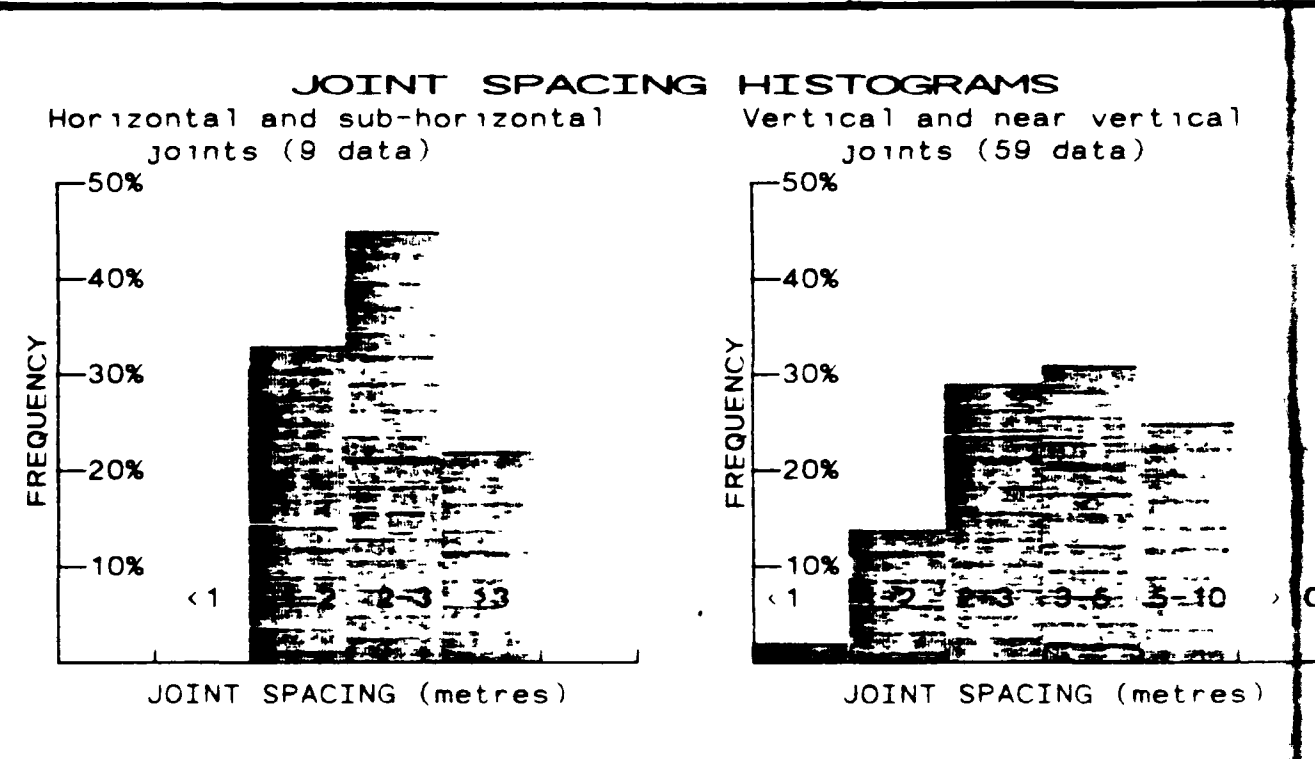 JOINT SPACING HISTOGRAMS
Horizontal and sub-horizontal
joints (9 data)
50%
40%
30%
20%
10%
FREQUENCY
<1
2-3
>3
JOINT SPACING (metres)
Vertical and near vertical
joints (59 data)
50%
40%
30%
20%
10%
FREQUENCY
<1
2-3
5-10
JOINT SPACING (metres)